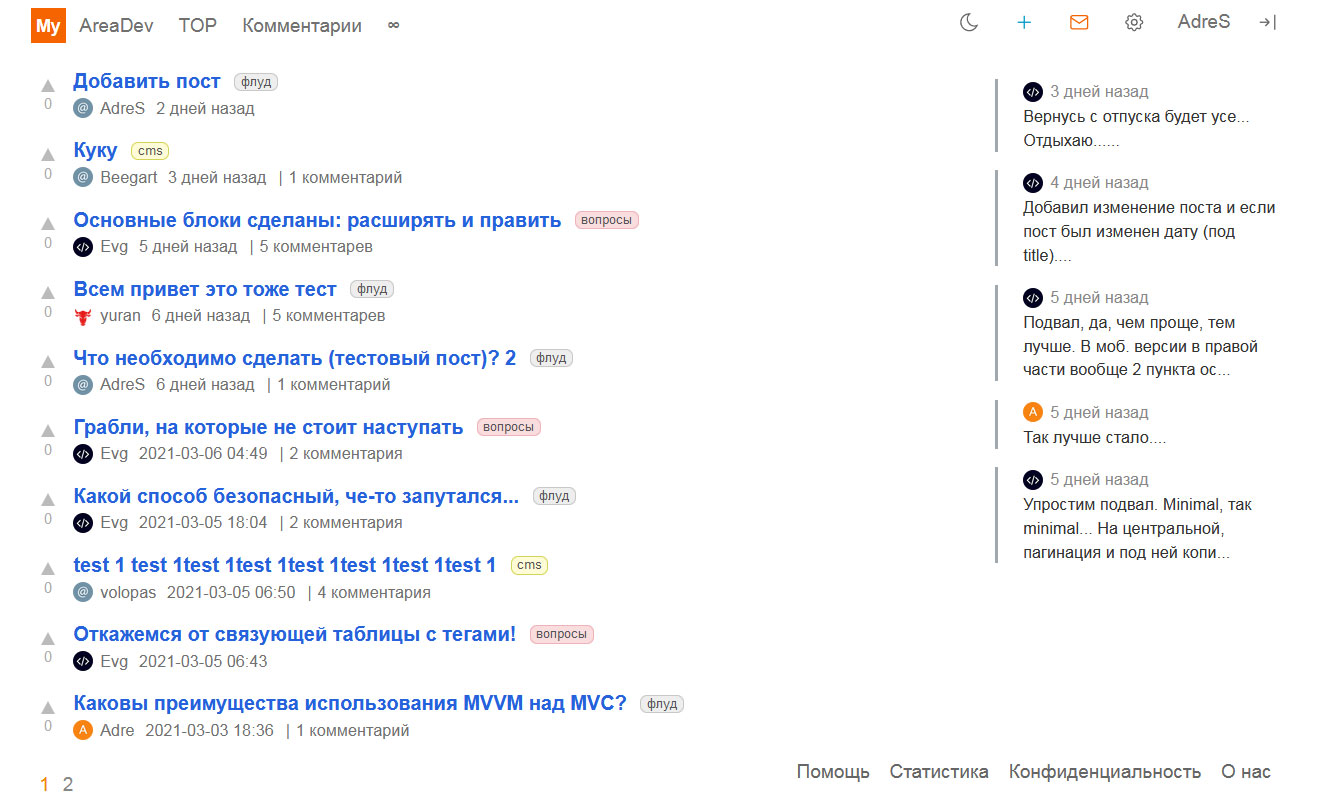 My AreaDev TOP Комментарии ∞ AdreS
Добавить пост флуд
0 @ AdreS 2 дней назад
Куку cms
0 @ Beegart 3 дней назад | 1 комментарий
Основные блоки сделаны: расширять и править вопросы
0 </> Evg 5 дней назад | 5 комментарев
Всем привет это тоже тест флуд
0 yuran 6 дней назад | 5 комментарев
Что необходимо сделать (тестовый пост)? 2 флуд
0 @ AdreS 6 дней назад | 1 комментарий
Грабли, на которые не стоит наступать вопросы
0 </> Evg 2021-03-06 04:49 | 2 комментария
Какой способ безопасный, че-то запутался... флуд
0 </> Evg 2021-03-05 18:04 | 2 комментария
test 1 test 1test 1test 1test 1test 1test 1test 1 cms
0 @ volopas 2021-03-05 06:50 | 4 комментария
Откажемся от связующей таблицы с тегами! вопросы
0 </> Evg 2021-03-05 06:43
Каковы преимущества использования MVVM над MVC? флуд
0 A Adre 2021-03-03 18:36 | 1 комментарий
1 2
</> 3 дней назад
Вернусь с отпуска будет усе...
Отдыхаю......
</> 4 дней назад
Добавил изменение поста и если
пост был изменен дату (под
title)....
</> 5 дней назад
Подвал, да, чем проще, тем
лучше. В моб. версии в правой
части вообще 2 пункта ос...
A 5 дней назад
Так лучше стало....
</> 5 дней назад
Упростим подвал. Minimal, так
minimal... На центральной,
пагинация и под ней копи...
Помощь Статистика Конфиденциальность О нас